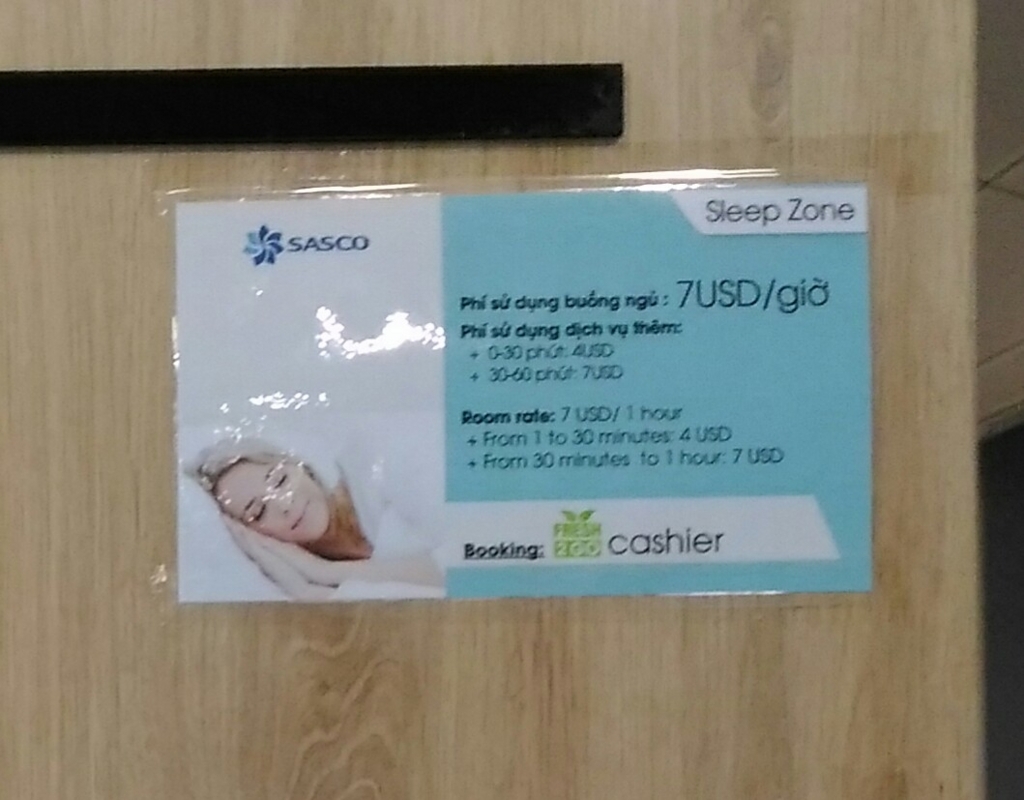 SASCO
Sleep Zone
Phí sử dụng buồng ngủ : 7USD/giờ
Phí sử dụng dịch vụ thêm:
+ 0-30 phút: 4USD
+ 30-60 phút: 7USD
Room rate: 7 USD/ 1 hour
+ From 1 to 30 minutes: 4 USD
+ From 30 minutes to 1 hour: 7 USD
Booking: FRESH 2GO cashier